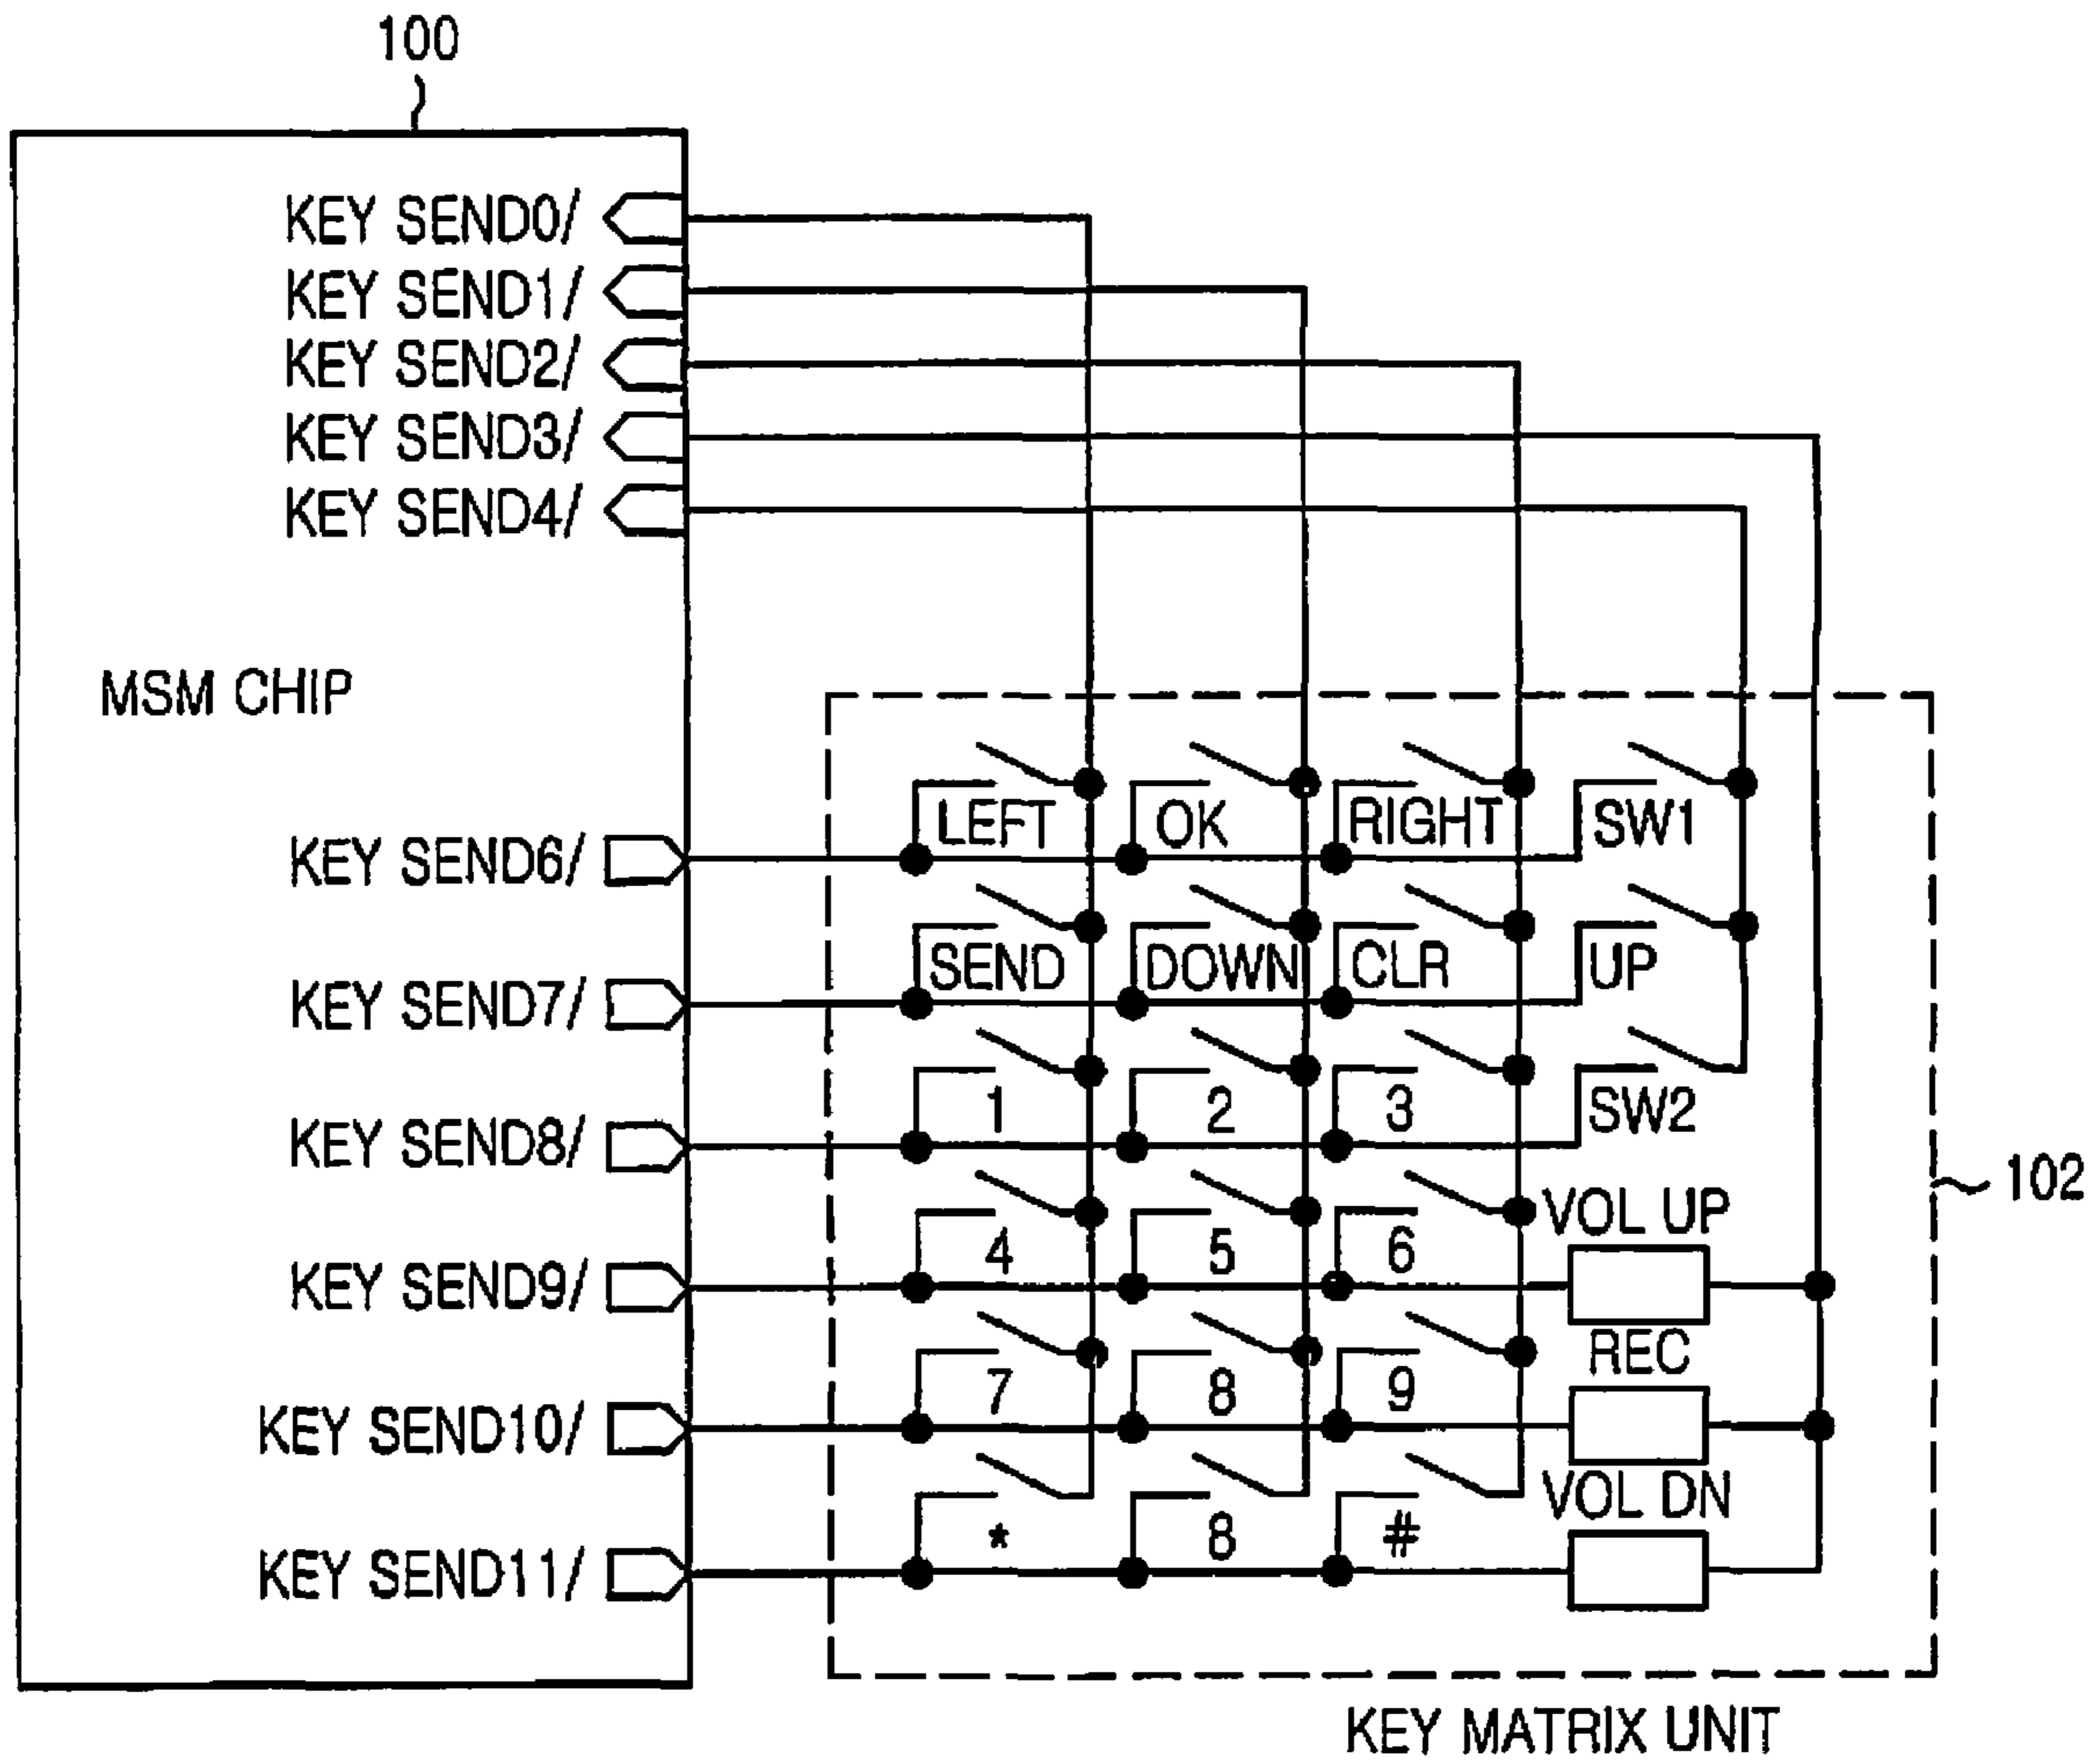 100
KEY SEND0/
KEY SEND1/
KEY SEND2/
KEY SEND3/
KEY SEND4/
MSM CHIP
LEFT OK RIGHT SW1
KEY SEND6/
SEND DOWN CLR UP
KEY SEND7/
1 2 3 SW2
KEY SEND8/
102
VOL UP
4 5 6
KEY SEND9/
REC
7 8 9
KEY SEND10/
VOL DN
* 8 #
KEY SEND11/
KEY MATRIX UNIT